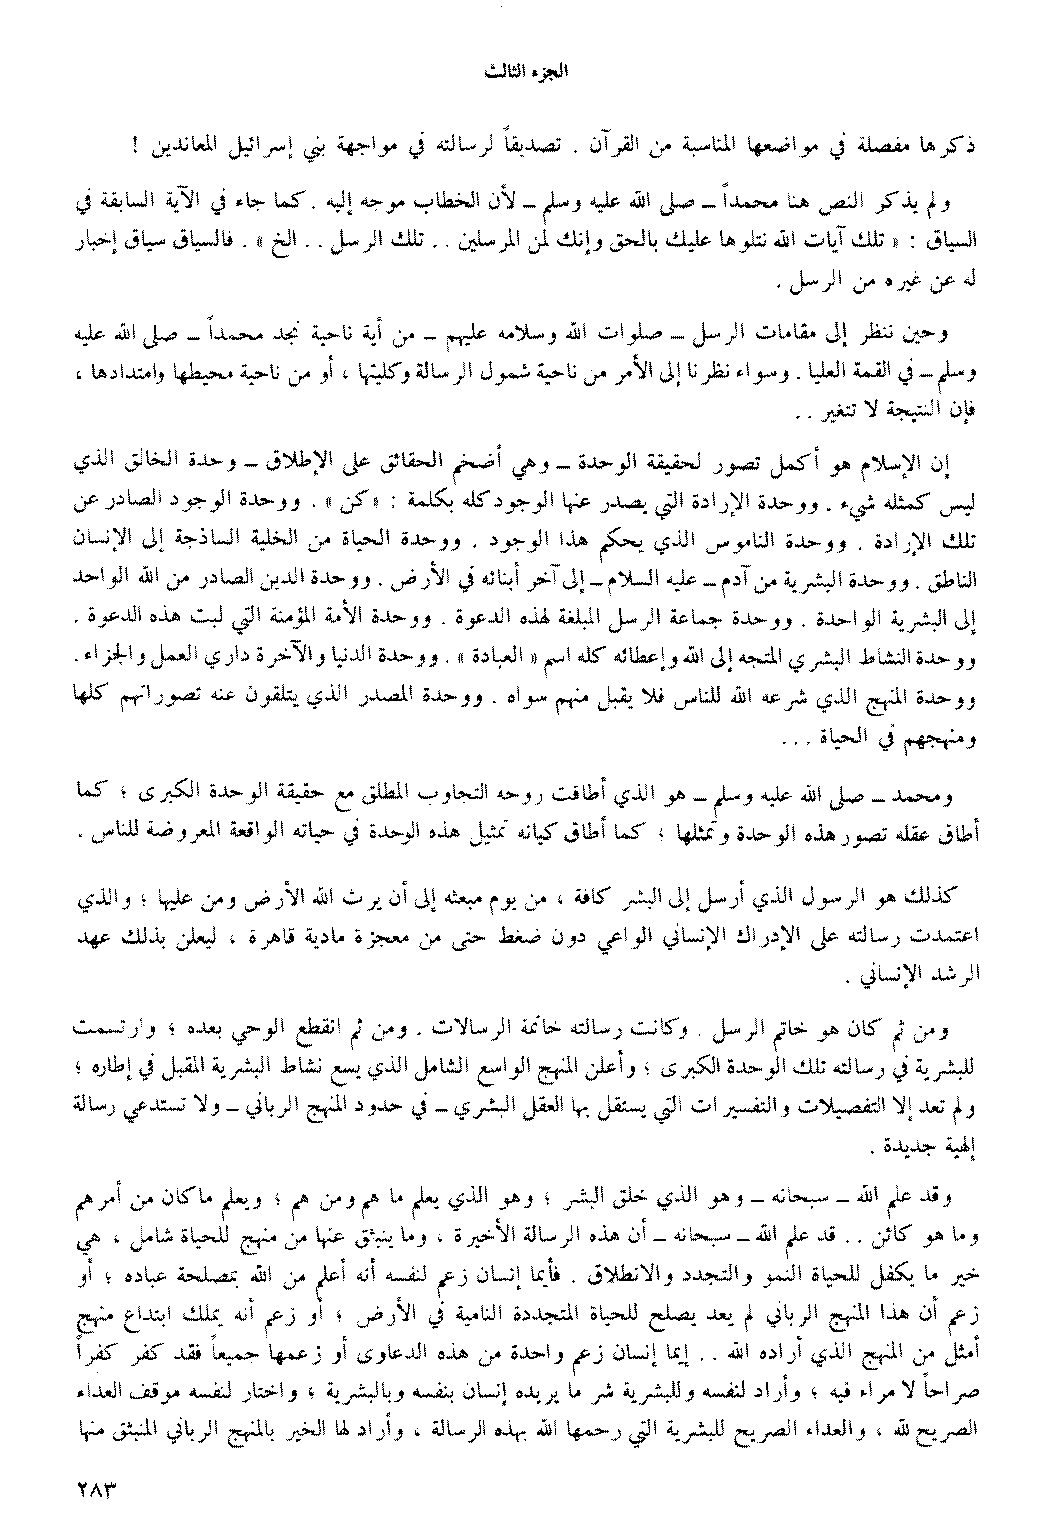 الجزء الثالث
ذكرها مفصلة في مواضعها المناسبة من القرآن . تصديقاً لرسالته في مواجهة بني إسرائيل المعاندين !
ولم يذكر النص هنا محمداً ــ صلى الله عليه وسلم ــ لأن الخطاب موجه إليه . كما جاء في الآية السابقة في
السياق : « تلك آيات الله نتلوها عليك بالحق وإنك لمن المرسلين .. تلك الرسل .. الخ » . فالسياق سياق إخبار
له عن غيره من الرسل .
وحين ننظر إلى مقامات الرسل ــ صلوات الله وسلامه عليهم ــ من أية ناحية نجد محمداً ــ صلى الله عليه
وسلم ــ في القمة العليا . وسواء نظرنا إلى الأمر من ناحية شمول الرسالة وكليتها ، أو من ناحية محيطها وامتدادها ،
فإن النتيجة لا تتغير ..
إن الإسلام هو أكمل تصور لحقيقة الوحدة ــ وهي أضخم الحقائق على الإطلاق ــ وحدة الخالق الذي
ليس كمثله شيء . ووحدة الإرادة التي يصدر عنها الوجود كله بكلمة : «كن » . ووحدة الوجود الصادر عن
تلك الإرادة . ووحدة الناموس الذي يحكم هذا الوجود . ووحدة الحياة من الخلية الساذجة إلى الإنسان
الناطق . ووحدة البشرية من آدم ــ عليه السلام ــ إلى آخر أبنائه في الأرض . ووحدة الدين الصادر من الله الواحد
إلى البشرية الواحدة . ووحدة جماعة الرسل المبلغة لهذه الدعوة . ووحدة الأمة المؤمنة التي لبت هذه الدعوة .
ووحدة النشاط البشري المتجه إلى الله وإعطائه كله اسم « العبادة » . ووحدة الدنيا والآخرة داري العمل والجزاء .
ووحدة المنهج الذي شرعه الله للناس فلا يقبل منهم سواه . ووحدة المصدر الذي يتلقون عنه تصوراتهم كلها
ومنهجهم في الحياة ...
ومحمد ــ صلى الله عليه وسلم ــ هو الذي أطاقت روحه التجاوب المطلق مع حقيقة الوحدة الكبرى ؛ كما
أطاق عقله تصور هذه الوحدة وتمثلها ؛ كما أطاق كيانه تمثيل هذه الوحدة في حياته الواقعة المعروضة للناس .
كذلك هو الرسول الذي أرسل إلى البشر كافة ، من يوم مبعثه إلى أن يرث الله الأرض ومن عليها ؛ والذي
اعتمدت رسالته على الإدراك الإنساني الواعي دون ضغط حتى من معجزة مادية قاهرة ، ليعلن بذلك عهد
الرشد الإنساني .
ومن ثم كان هو خاتم الرسل . وكانت رسالته خاتمة الرسالات . ومن ثم انقطع الوحي بعده ؛ وارتسمت
للبشرية في رسالته تلك الوحدة الكبرى ؛ وأعلن المنهج الواسع الشامل الذي يسع نشاط البشرية المقبل في إطاره ؛
ولم تعد إلا التفصيلات والتفسيرات التي يستقل بها العقل البشري ــ في حدود المنهج الرباني ــ ولا تستدعي رسالة
إلهية جديدة .
وقد علم الله ــ سبحانه ــ وهو الذي خلق البشر ؛ وهو الذي يعلم ما هم ومن هم ؛ ويعلم ما كان من أمرهم
وما هو كائن .. قد علم الله ــ سبحانه ــ أن هذه الرسالة الأخيرة ، وما ينبثق عنها من منهج للحياة شامل ، هي
خير ما يكفل للحياة النمو والتجدد والانطلاق . فأيما إنسان زعم لنفسه أنه أعلم من الله بمصلحة عباده ؛ أو
زعم أن هذا المنهج الرباني لم يعد يصلح للحياة المتجددة النامية في الأرض ؛ أو زعم أنه يملك ابتداع منهج
أمثل من المنهج الذي أراده الله .. إيما إنسان زعم واحدة من هذه الدعاوى أو زعمها جميعاً فقد كفر كفراً
صراحاً لا مراء فيه ؛ وأراد لنفسه وللبشرية شر ما يريده إنسان بنفسه وبالبشرية ؛ واختار لنفسه موقف العداء
الصريح لله ، والعداء الصريح للبشرية التي رحمها الله بهذه الرسالة ، وأراد لها الخير بالمنهج الرباني المنبثق منها
٢٨٣